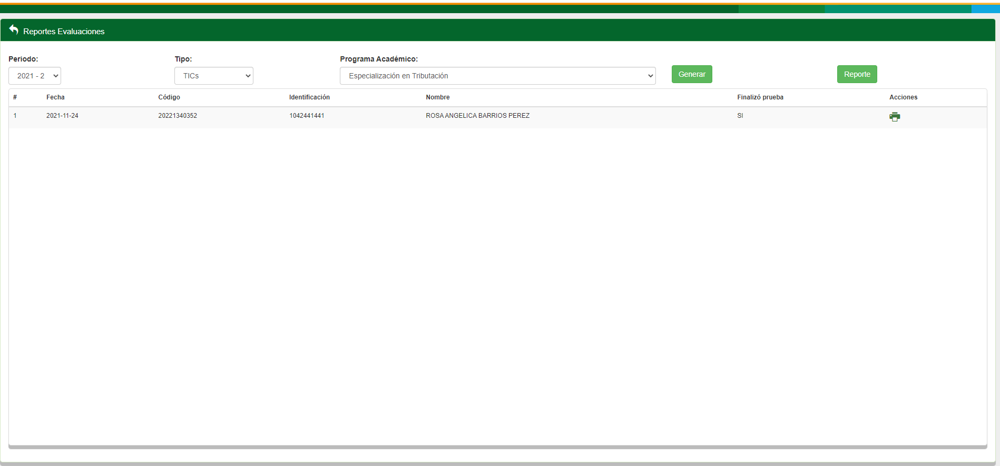 Reportes Evaluaciones
Periodo: Tipo: Programa Académico:
2021 - 2 TICs Especialización en Tributación Generar Reporte
# Fecha Código Identificación Nombre Finalizó prueba Acciones
1 2021-11-24 20221340352 1042441441 ROSA ANGELICA BARRIOS PEREZ SI